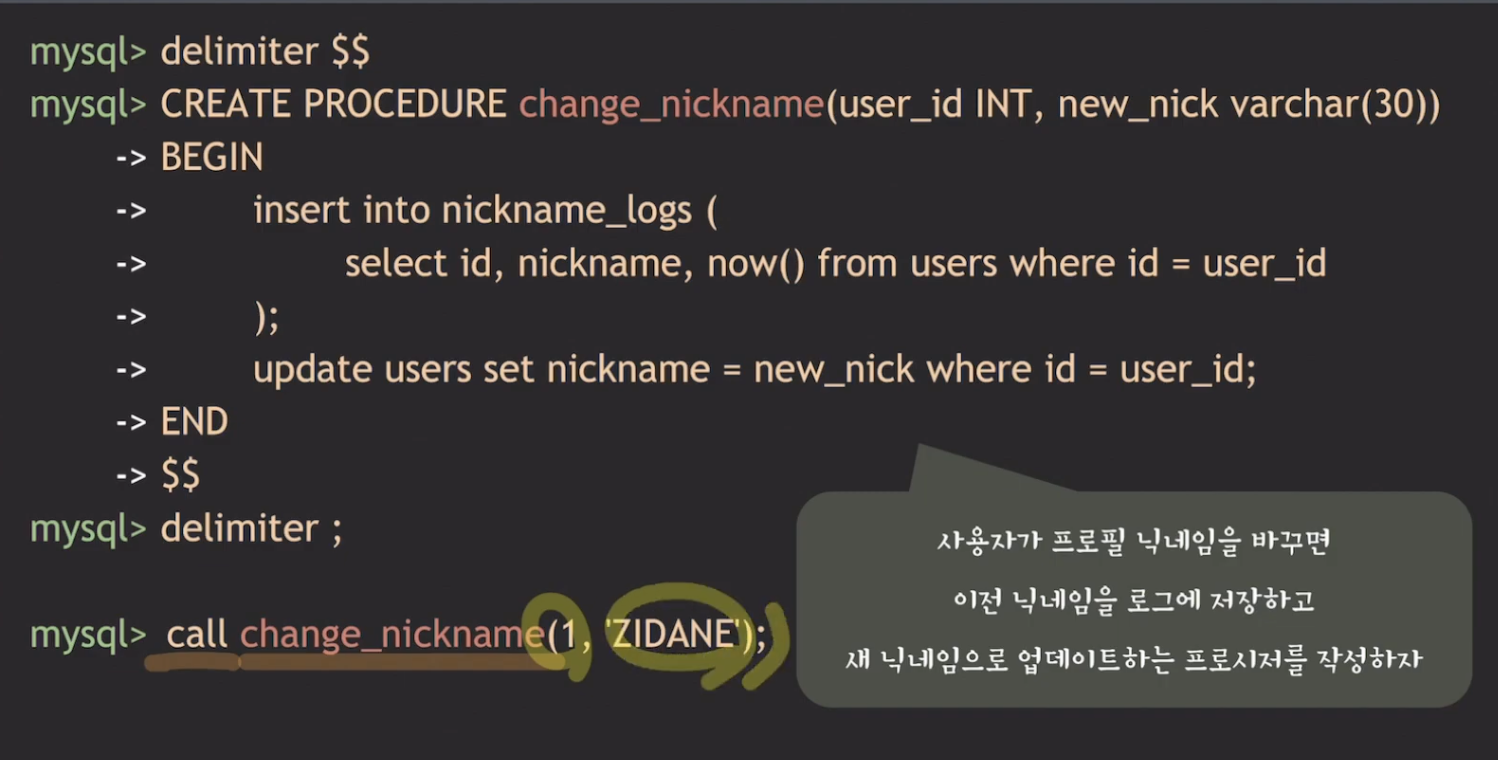 mysql> delimiter $$
mysql> CREATE PROCEDURE change_nickname(user_id INT, new_nick varchar(30))
-> BEGIN
-> insert into nickname_logs (
-> select id, nickname, now() from users where id = user_id
-> );
-> update users set nickname = new_nick where id = user_id;
-> END
-> $$
mysql> delimiter ;
mysql> call change_nickname(1, 'ZIDANE');
사용자가 프로필 닉네임을 바꾸면
이전 닉네임을 로그에 저장하고
새 닉네임으로 업데이트하는 프로시저를 작성하자